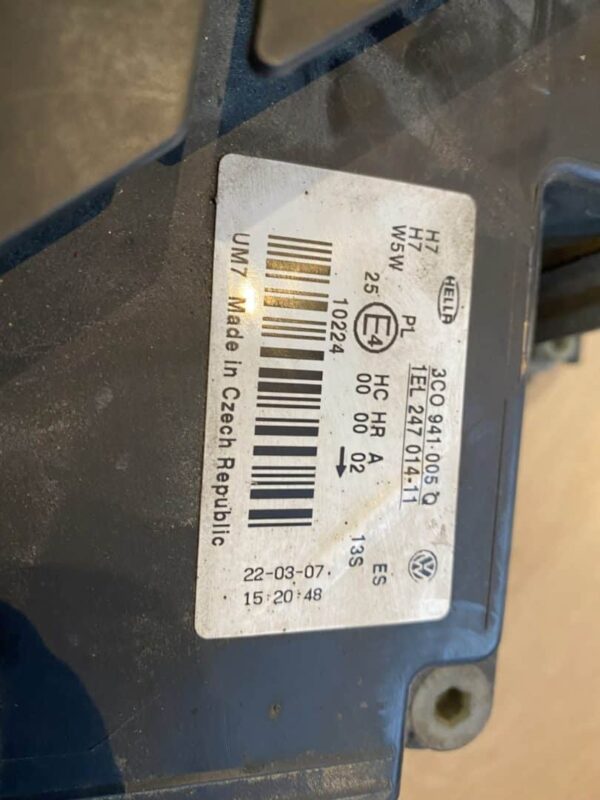 HELLA 3C0 941 005 Q
H7 1EL 247 014-11
H7 PL ES
W5W HC HR A 13S
25 E4 00 00 02 →
10224
22-03-07
15:20:48
UM7 Made in Czech Republic